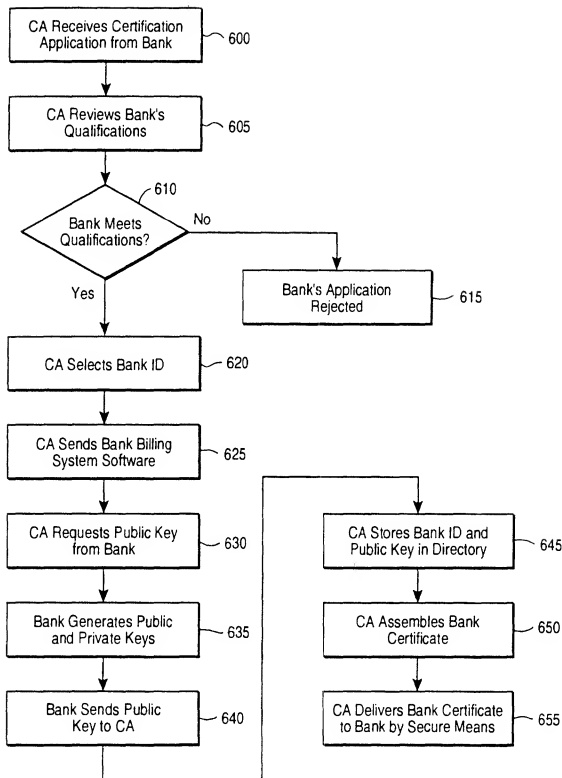 CA Receives Certification
Application from Bank
600
CA Reviews Bank's
Qualifications
605
610
Bank Meets
Qualifications?
No
Yes
Bank's Application
Rejected
615
CA Selects Bank ID
620
CA Sends Bank Billing
System Software
625
CA Requests Public Key
from Bank
630
Bank Generates Public
and Private Keys
635
Bank Sends Public
Key to CA
640
CA Stores Bank ID and
Public Key in Directory
645
CA Assembles Bank
Certificate
650
CA Delivers Bank Certificate
to Bank by Secure Means
655